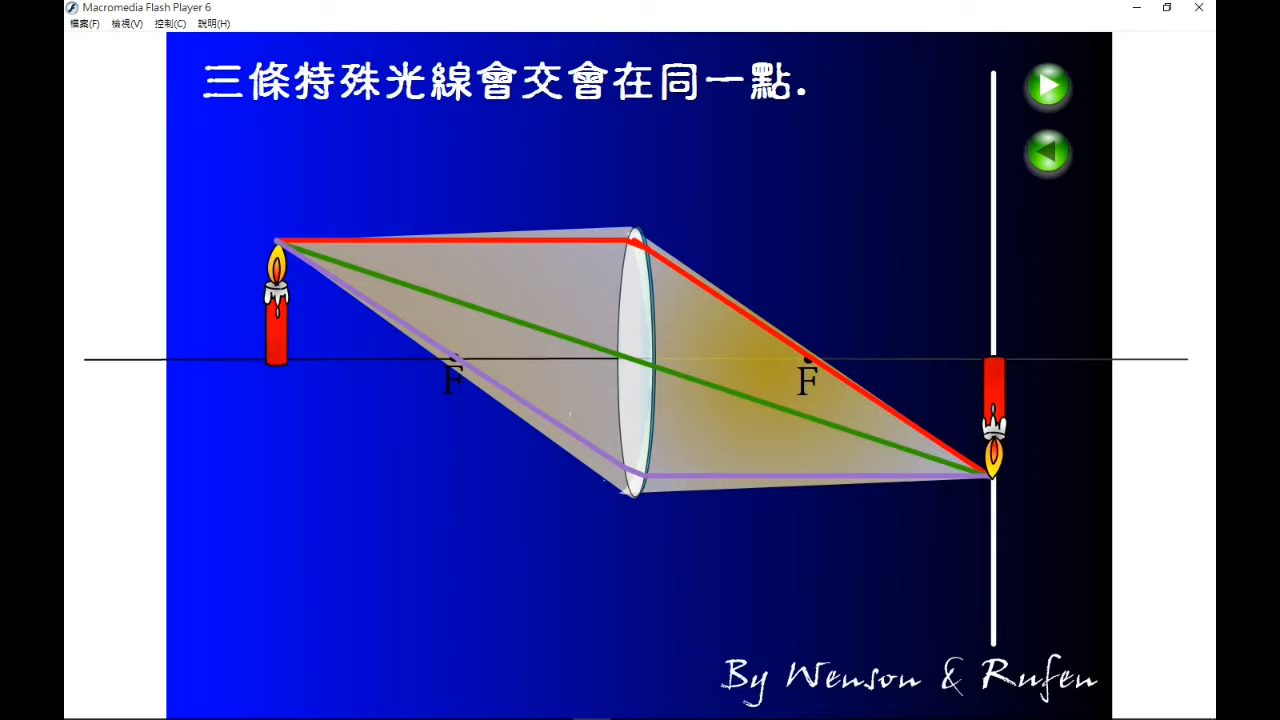 Macromedia Flash Player 6
檔案(F) 檢視(V) 控制(C) 說明(H)
三條特殊光線會交會在同一點.
F
F
By Wenson & Rufen